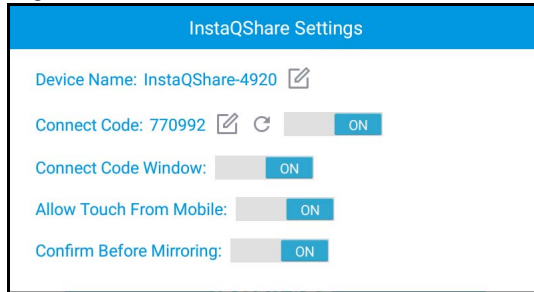 InstaQShare Settings
Device Name: InstaQShare-4920
Connect Code: 770992 ON
Connect Code Window: ON
Allow Touch From Mobile: ON
Confirm Before Mirroring: ON